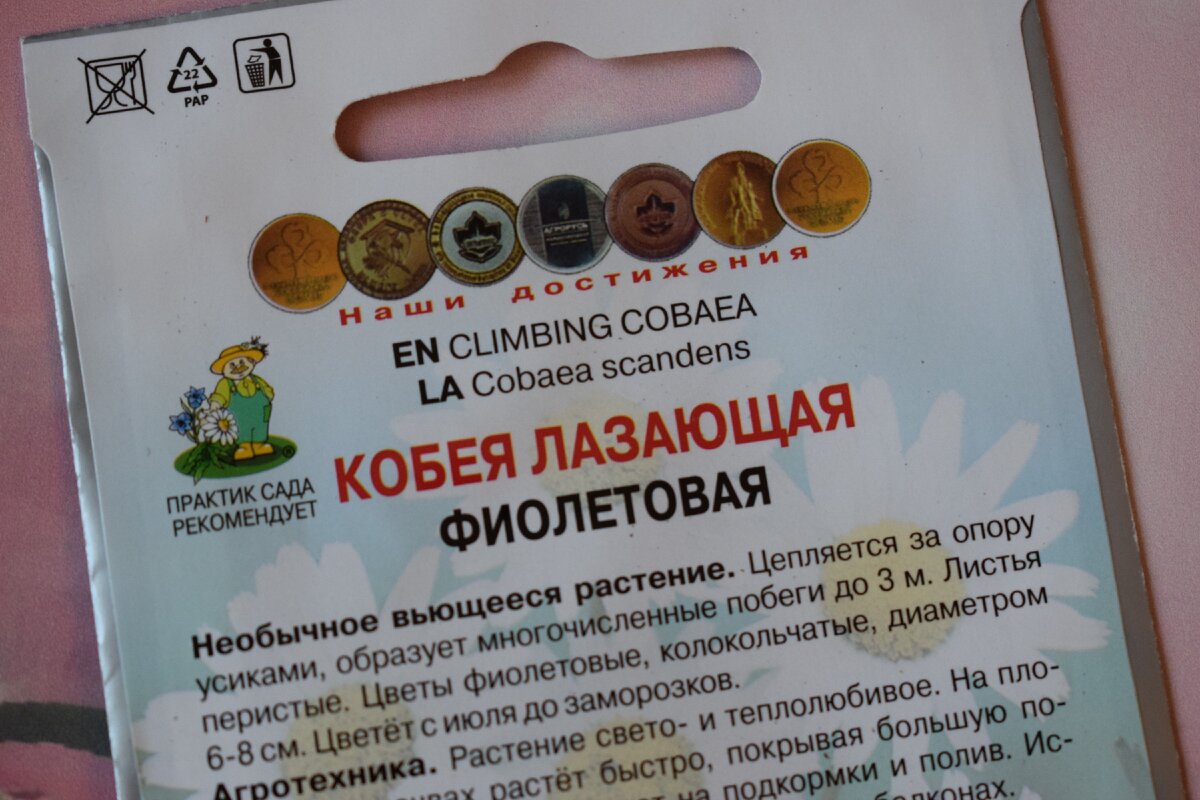 22
PAP
АГРОРУСЬ
Наши достижения
EN CLIMBING COBAEA
LA Cobaea scandens
КОБЕЯ ЛАЗАЮЩАЯ
ФИОЛЕТОВАЯ
®
ПРАКТИК САДА
РЕКОМЕНДУЕТ
Необычное вьющееся растение. Цепляется за опору
усиками, образует многочисленные побеги до 3 м. Листья
перистые. Цветы фиолетовые, колокольчатые, диаметром
6-8 см. Цветёт с июля до заморозков.
Агротехника. Растение свето- и теплолюбивое. На пло-
растёт быстро, покрывая большую по-
на подкормки и полив. Ис-